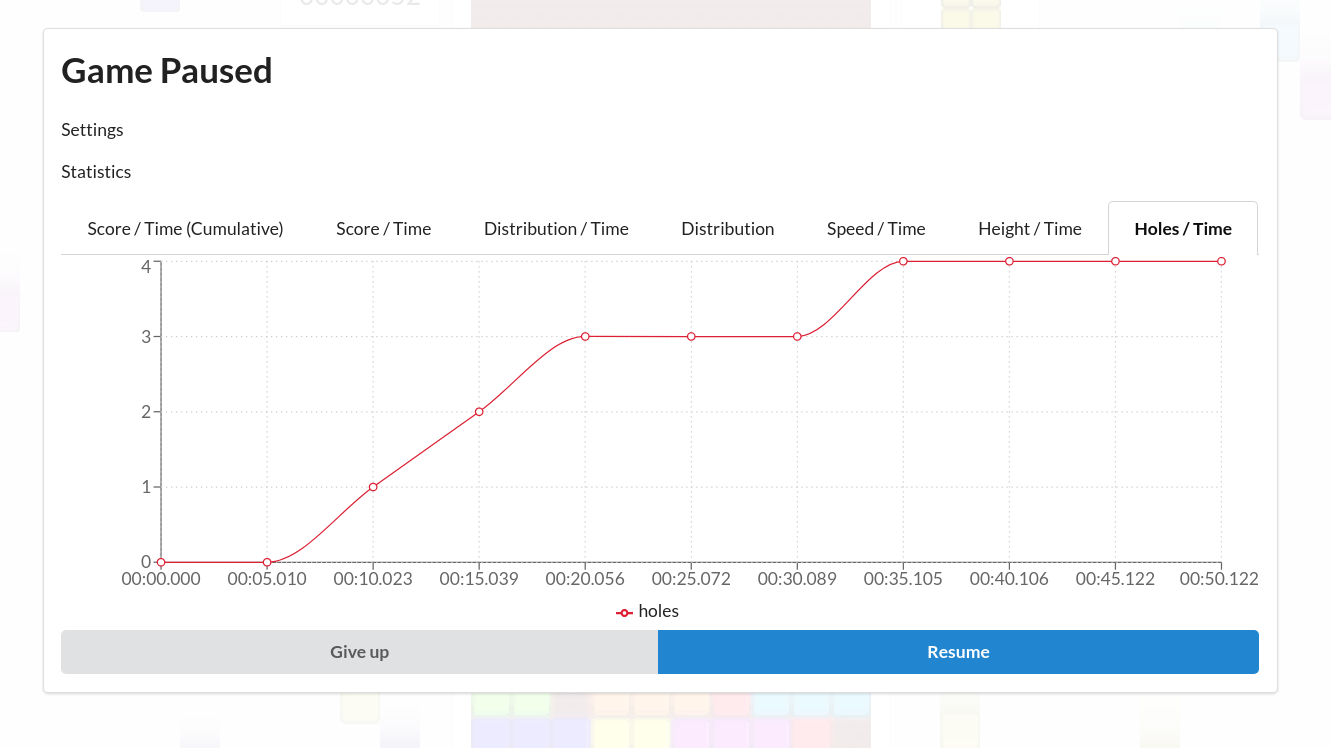 Game Paused
Settings
Statistics
Score / Time (Cumulative) Score / Time Distribution / Time Distribution Speed / Time Height / Time Holes / Time
4
3
2
1
0
00:00.000 00:05.010 00:10.023 00:15.039 00:20.056 00:25.072 00:30.089 00:35.105 00:40.106 00:45.122 00:50.122
holes
Give up Resume